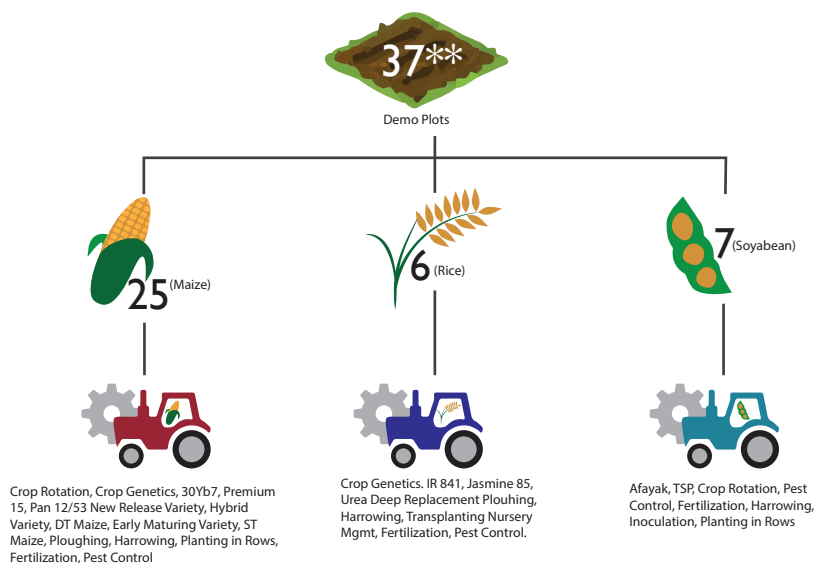 37**
Demo Plots
25 (Maize)
6 (Rice)
7 (Soyabean)
Crop Rotation, Crop Genetics, 30Yb7, Premium
15, Pan 12/53 New Release Variety, Hybrid
Variety, DT Maize, Early Maturing Variety, ST
Maize, Ploughing, Harrowing, Planting in Rows,
Fertilization, Pest Control
Crop Genetics. IR 841, Jasmine 85,
Urea Deep Replacement Plouhing,
Harrowing, Transplanting Nursery
Mgmt, Fertilization, Pest Control.
Afayak, TSP, Crop Rotation, Pest
Control, Fertilization, Harrowing,
Inoculation, Planting in Rows